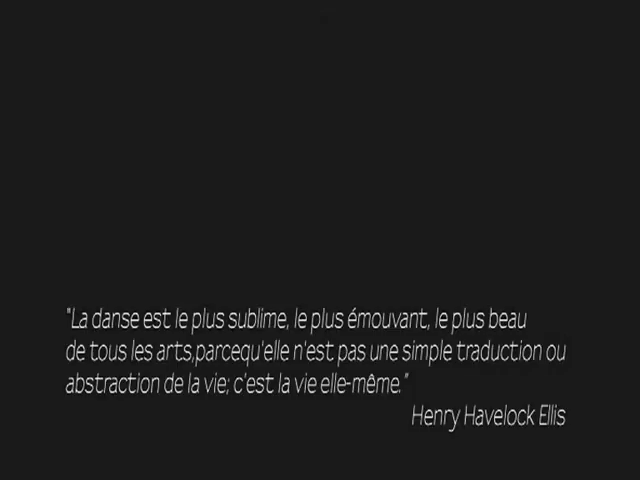 "La danse est le plus sublime, le plus émouvant, le plus beau
de tous les arts,parcequ'elle n'est pas une simple traduction ou
abstraction de la vie; c'est la vie elle-même."
Henry Havelock Ellis